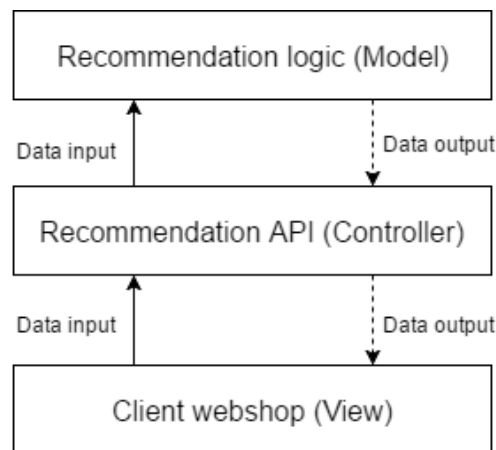 Recommendation logic (Model)
Data input
Data output
Recommendation API (Controller)
Data input
Data output
Client webshop (View)